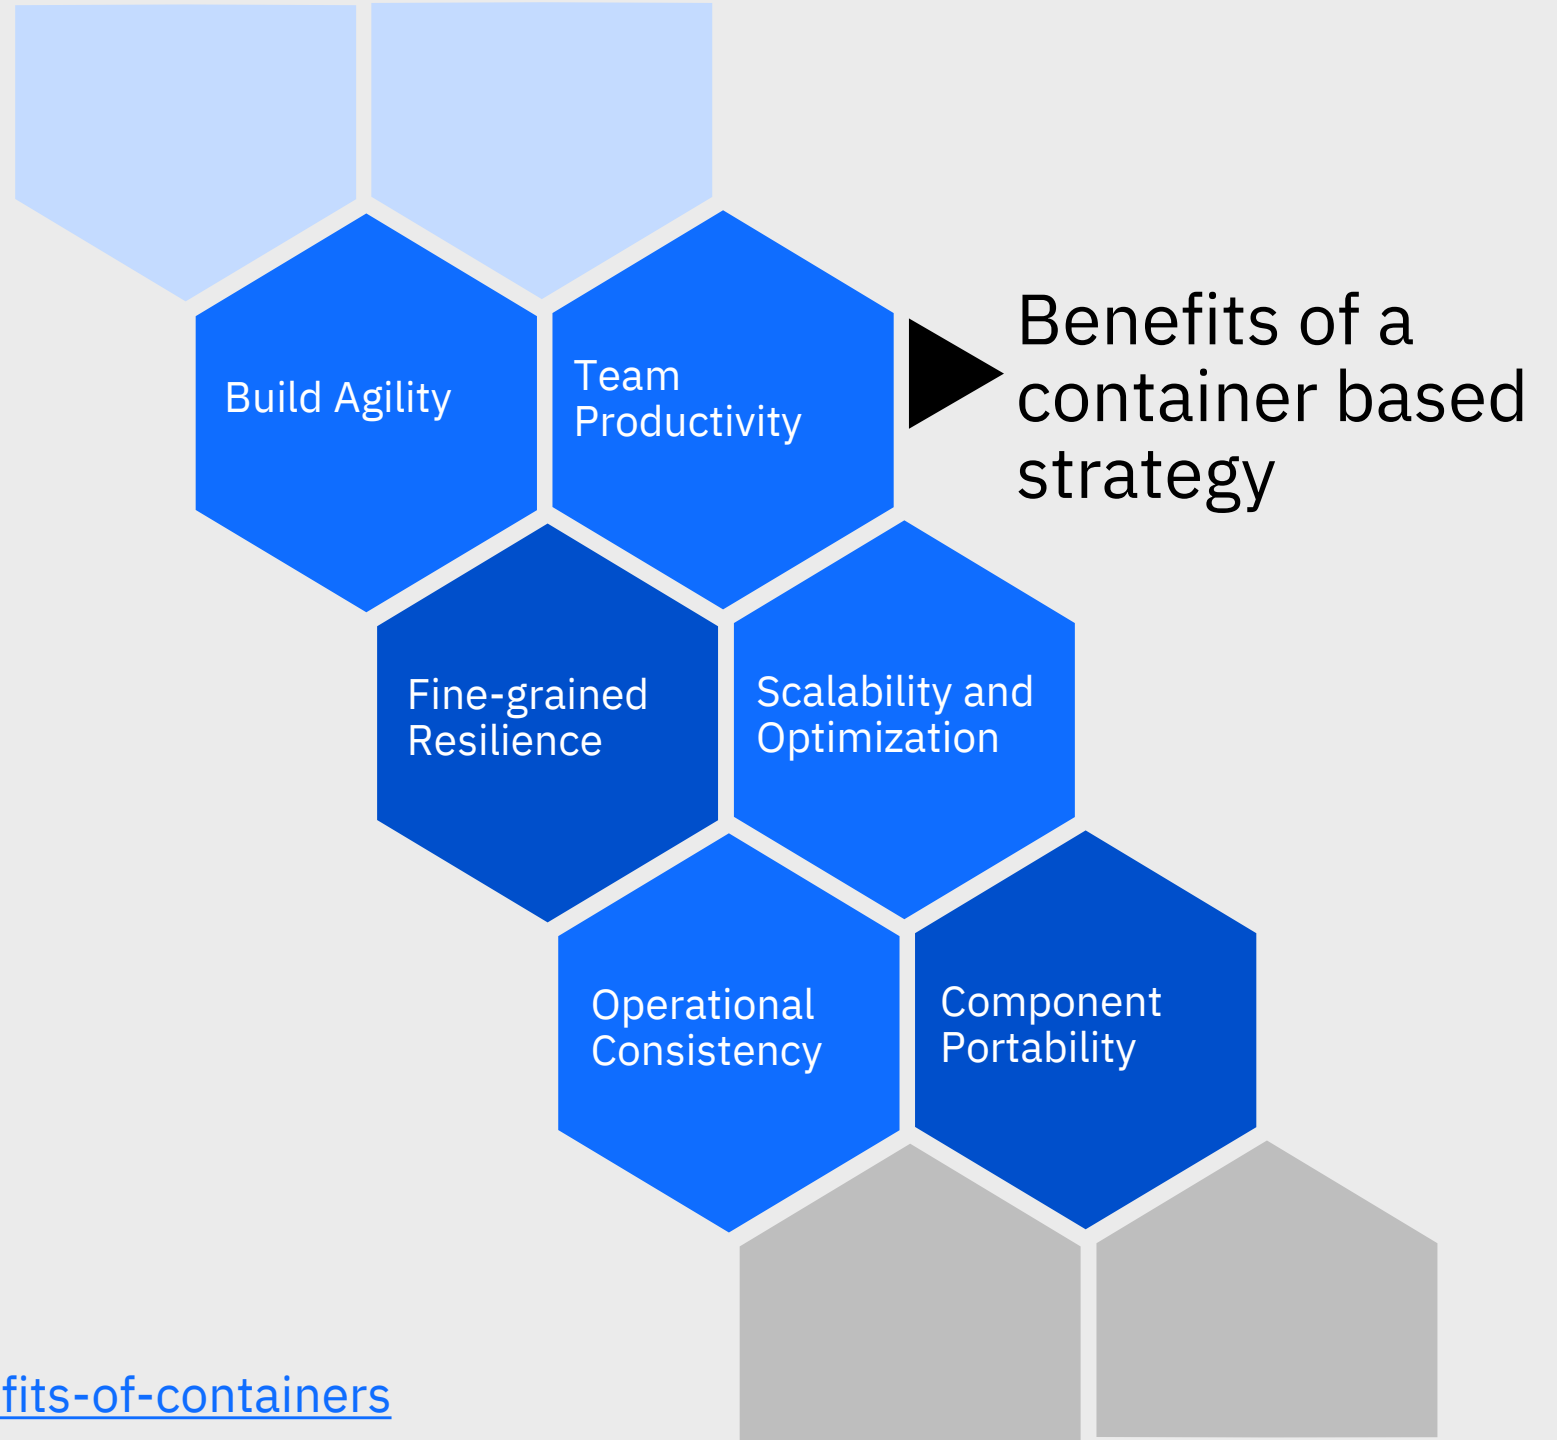 Build Agility
Team
Productivity
Benefits of a
container based
strategy
Fine-grained
Resilience
Scalability and
Optimization
Operational
Consistency
Component
Portability
fits-of-containers